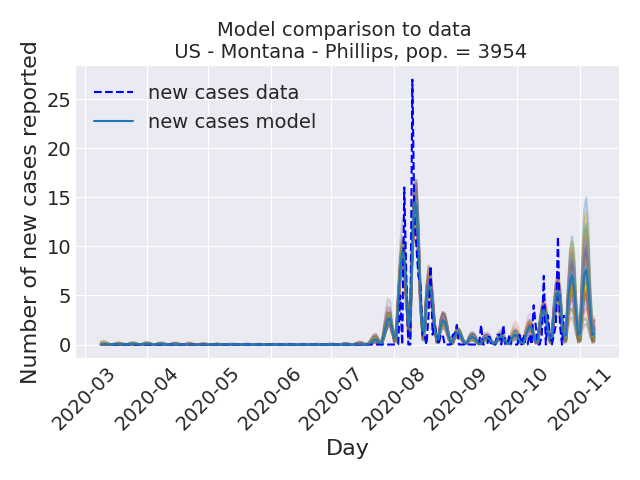 Model comparison to data
US - Montana - Phillips, pop. = 3954
Number of new cases reported
25
20
15
10
5
0
new cases data
new cases model
2020-03
2020-04
2020-05
2020-06
2020-07
2020-08
2020-09
2020-10
2020-11
Day